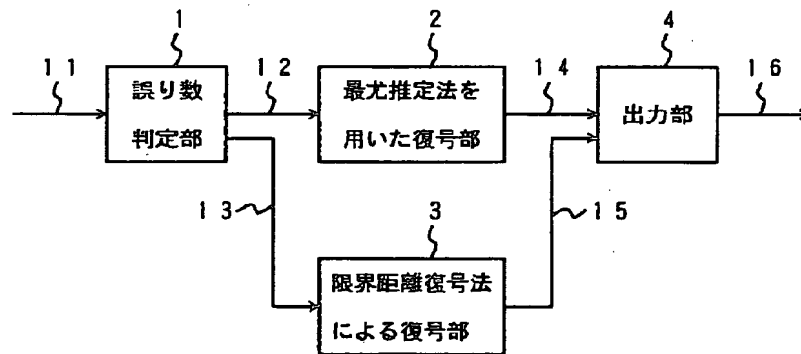 1
誤り数
判定部
2
最尤推定法を
用いた復号部
4
出力部
3
限界距離復号法
による復号部
11
12
13
14
15
16